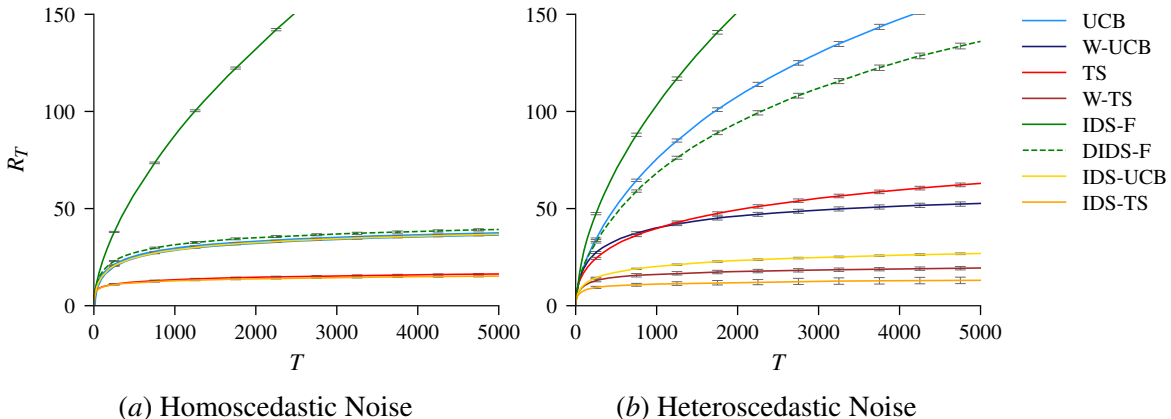 150
100
50
0
R_T
0
1000
2000
3000
4000
5000
T
(a) Homoscedastic Noise
150
100
50
0
0
1000
2000
3000
4000
5000
T
(b) Heteroscedastic Noise
UCB
W-UCB
TS
W-TS
IDS-F
DIDS-F
IDS-UCB
IDS-TS